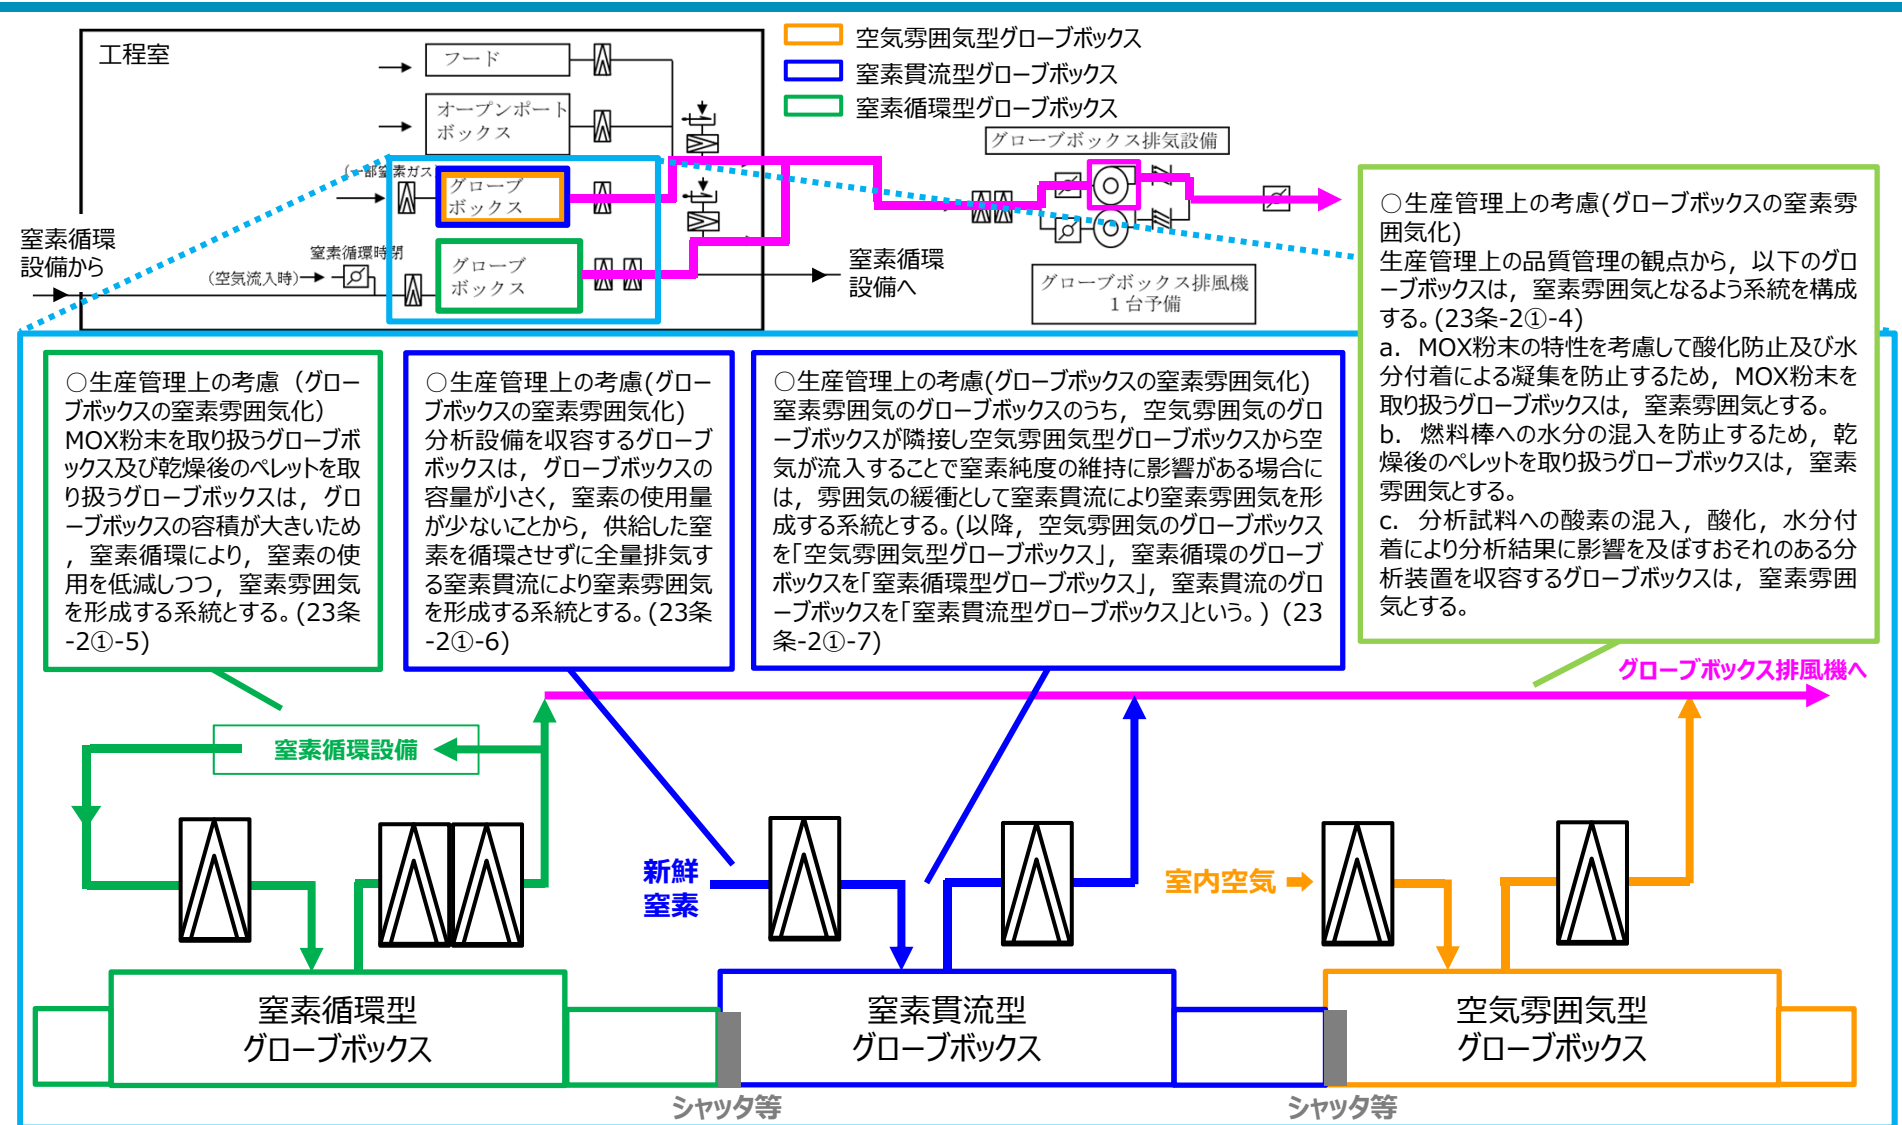 工程室
フード
オープンポート
ボックス
(一部窒素ガス)
グローブ
ボックス
窒素循環
設備から
窒素循環時閉
(空気流入時)
グローブ
ボックス
窒素循環
設備へ
空気雰囲気型グローブボックス
窒素貫流型グローブボックス
窒素循環型グローブボックス
グローブボックス排気設備
グローブボックス排風機
1台予備
○生産管理上の考慮(グローブボックスの窒素雰
囲気化)
生産管理上の品質管理の観点から，以下のグロ
ーブボックスは，窒素雰囲気となるよう系統を構成
する。(23条-2①-4)
a．MOX粉末の特性を考慮して酸化防止及び水
分付着による凝集を防止するため，MOX粉末を
取り扱うグローブボックスは，窒素雰囲気とする。
b．燃料棒への水分の混入を防止するため，乾
燥後のペレットを取り扱うグローブボックスは，窒素
雰囲気とする。
c．分析試料への酸素の混入，酸化，水分付
着により分析結果に影響を及ぼすおそれのある分
析装置を収容するグローブボックスは，窒素雰囲
気とする。
○生産管理上の考慮（グロー
ブボックスの窒素雰囲気化）
MOX粉末を取り扱うグローブボ
ックス及び乾燥後のペレットを取
り扱うグローブボックスは，グロ
ーブボックスの容積が大きいため
，窒素循環により，窒素の使
用を低減しつつ，窒素雰囲気
を形成する系統とする。(23条
-2①-5)
○生産管理上の考慮(グロー
ブボックスの窒素雰囲気化)
分析設備を収容するグローブ
ボックスは，グローブボックスの
容量が小さく，窒素の使用量
が少ないことから，供給した窒
素を循環させずに全量排気す
る窒素貫流により窒素雰囲気
を形成する系統とする。(23条
-2①-6)
○生産管理上の考慮(グローブボックスの窒素雰囲気化)
窒素雰囲気のグローブボックスのうち，空気雰囲気のグロ
ーブボックスが隣接し空気雰囲気型グローブボックスから空
気が流入することで窒素純度の維持に影響がある場合に
は，雰囲気の緩衝として窒素貫流により窒素雰囲気を形
成する系統とする。(以降，空気雰囲気のグローブボックス
を「空気雰囲気型グローブボックス」，窒素循環のグローブ
ボックスを「窒素循環型グローブボックス」，窒素貫流のグロ
ーブボックスを「窒素貫流型グローブボックス」という。) (23
条-2①-7)
グローブボックス排風機へ
窒素循環設備
新鮮
窒素
室内空気
窒素循環型
グローブボックス
窒素貫流型
グローブボックス
空気雰囲気型
グローブボックス
シャッタ等
シャッタ等